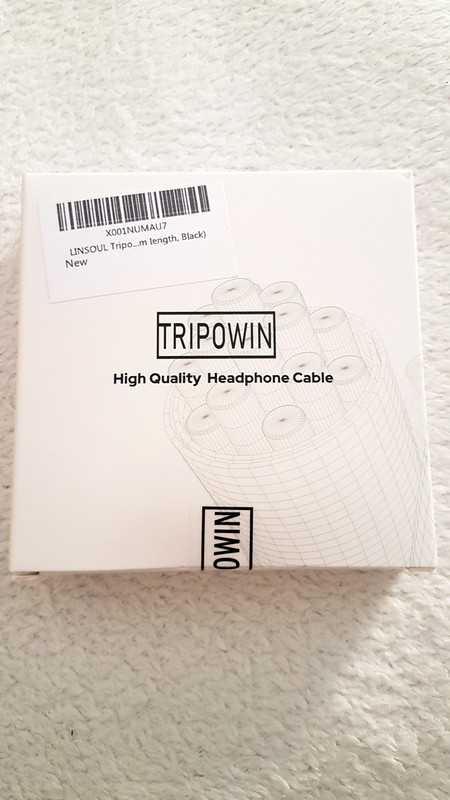 X001NUMAU7
LINSOUL Tripo...m length, Black)
New
TRIPOWIN
High Quality Headphone Cable
OWIN